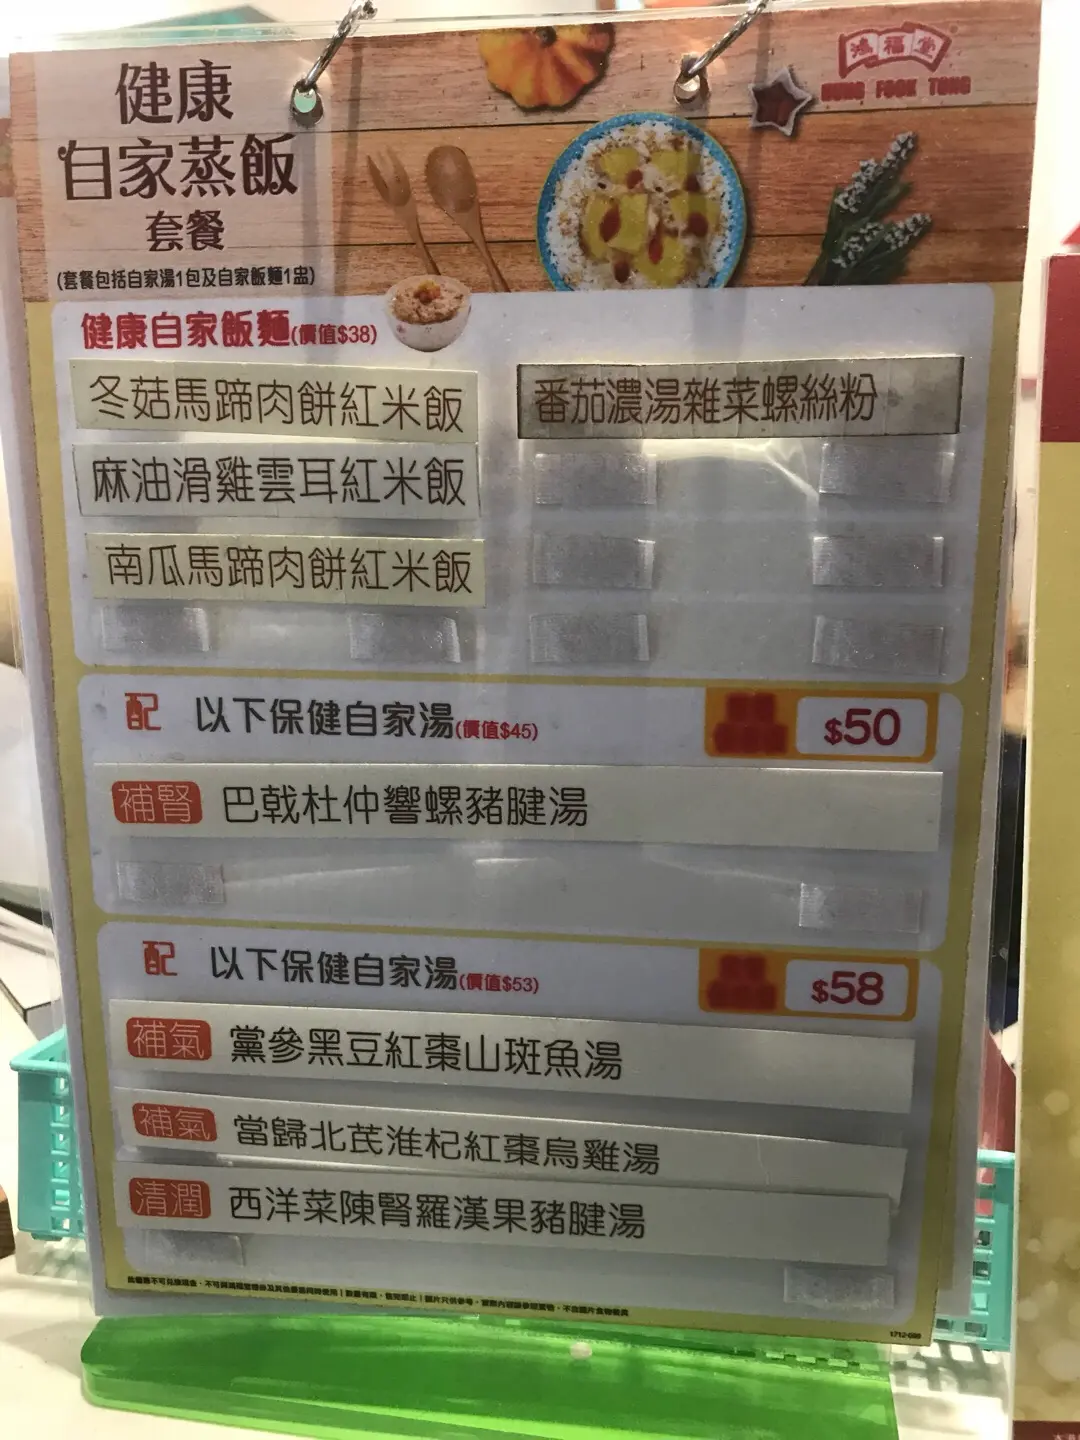 健康
自家蒸飯
套餐
(套餐包括自家湯1包及自家飯麵1盅)
鴻福堂
HUNG FOOK TONG
健康自家飯麵(價值$38)
冬菇馬蹄肉餅紅米飯
麻油滑雞雲耳紅米飯
南瓜馬蹄肉餅紅米飯
番茄濃湯雜菜螺絲粉
配 以下保健自家湯(價值$45)
$50
補腎 巴戟杜仲響螺豬腱湯
配 以下保健自家湯(價值$53)
$58
補氣 黨參黑豆紅棗山斑魚湯
補氣 當歸北芪淮杞紅棗烏雞湯
清潤 西洋菜陳腎羅漢果豬腱湯